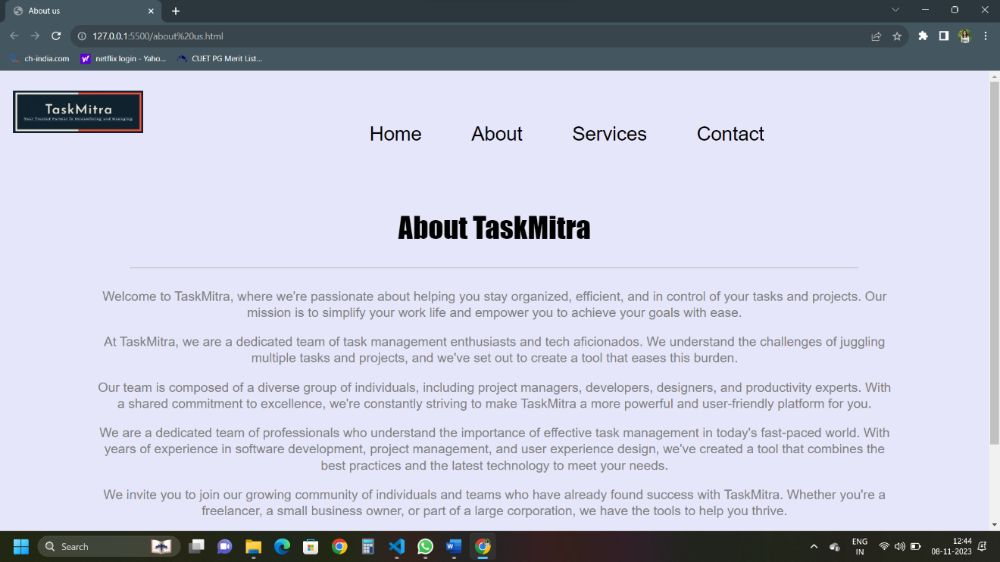 About us
127.0.0.1:5500/about%20us.html
ch-india.com
netflix login - Yaho...
CUET PG Merit List...
TaskMitra
Your Trusted Partner in Streamlining and Managing
Home About Services Contact
About TaskMitra
Welcome to TaskMitra, where we're passionate about helping you stay organized, efficient, and in control of your tasks and projects. Our
mission is to simplify your work life and empower you to achieve your goals with ease.
At TaskMitra, we are a dedicated team of task management enthusiasts and tech aficionados. We understand the challenges of juggling
multiple tasks and projects, and we've set out to create a tool that eases this burden.
Our team is composed of a diverse group of individuals, including project managers, developers, designers, and productivity experts. With
a shared commitment to excellence, we're constantly striving to make TaskMitra a more powerful and user-friendly platform for you.
We are a dedicated team of professionals who understand the importance of effective task management in today's fast-paced world. With
years of experience in software development, project management, and user experience design, we've created a tool that combines the
best practices and the latest technology to meet your needs.
We invite you to join our growing community of individuals and teams who have already found success with TaskMitra. Whether you're a
freelancer, a small business owner, or part of a large corporation, we have the tools to help you thrive.
Search
ENG
IN
12:44
08-11-2023